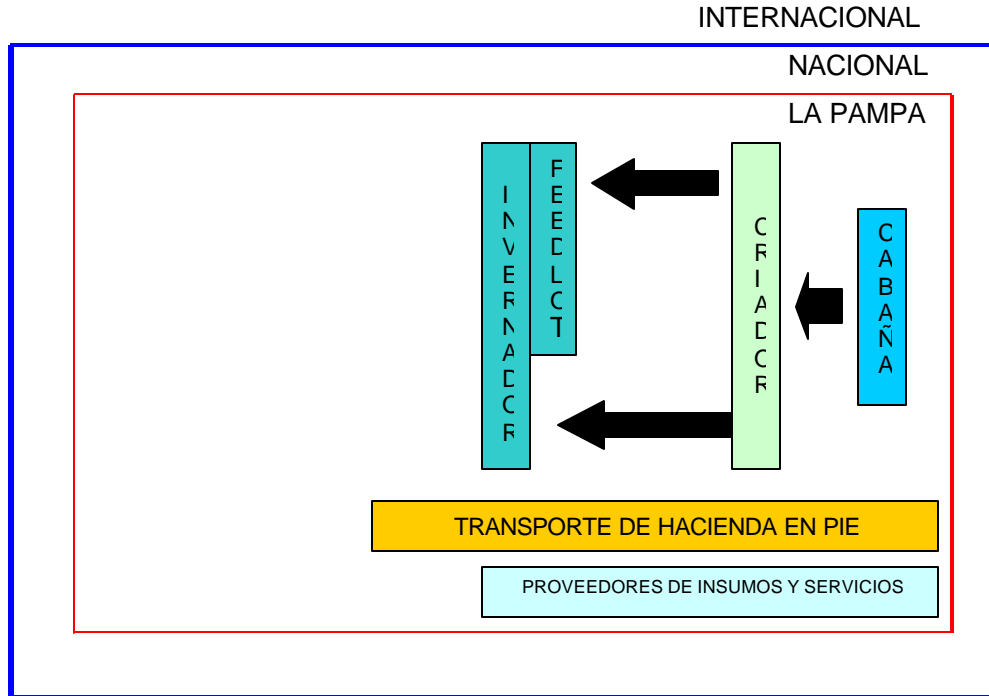 INTERNACIONAL
NACIONAL
LA PAMPA
INVERNADOR
FEEDLOT
CRIADOR
CABAÑA
TRANSPORTE DE HACIENDA EN PIE
PROVEEDORES DE INSUMOS Y SERVICIOS